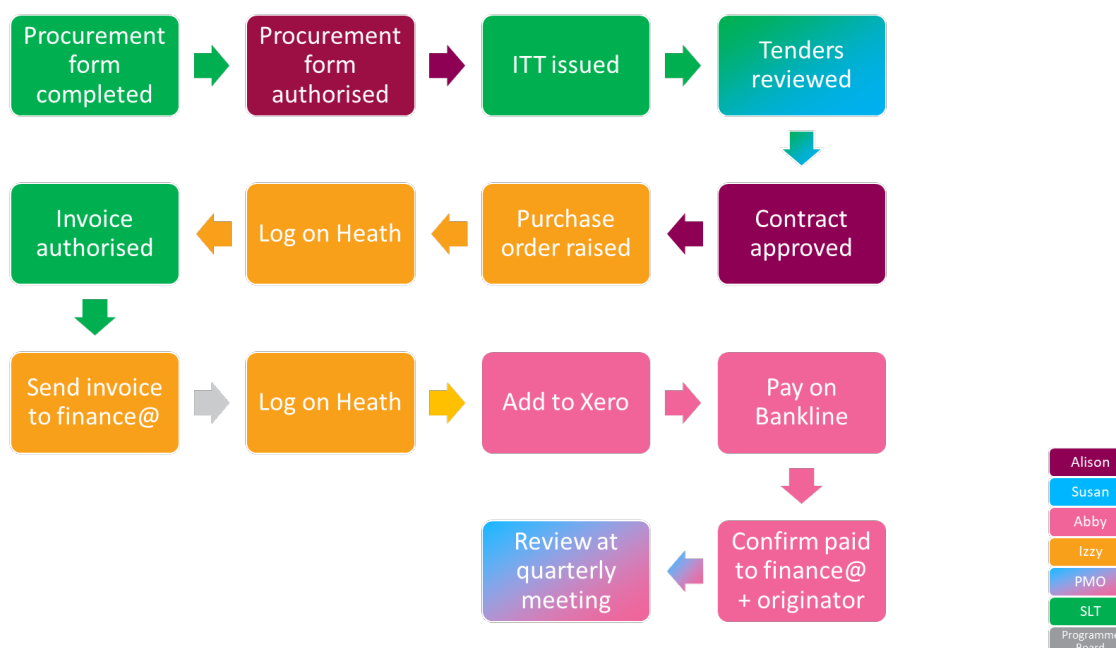 Procurement
form
completed
Procurement
form
authorised
ITT issued
Tenders
reviewed
Invoice
authorised
Log on Heath
Purchase
order raised
Contract
approved
Send invoice
to finance@
Log on Heath
Add to Xero
Pay on
Bankline
Review at
quarterly
meeting
Confirm paid
to finance@
+ originator
Alison
Susan
Abby
Izzy
PMO
SLT
Programme
Board